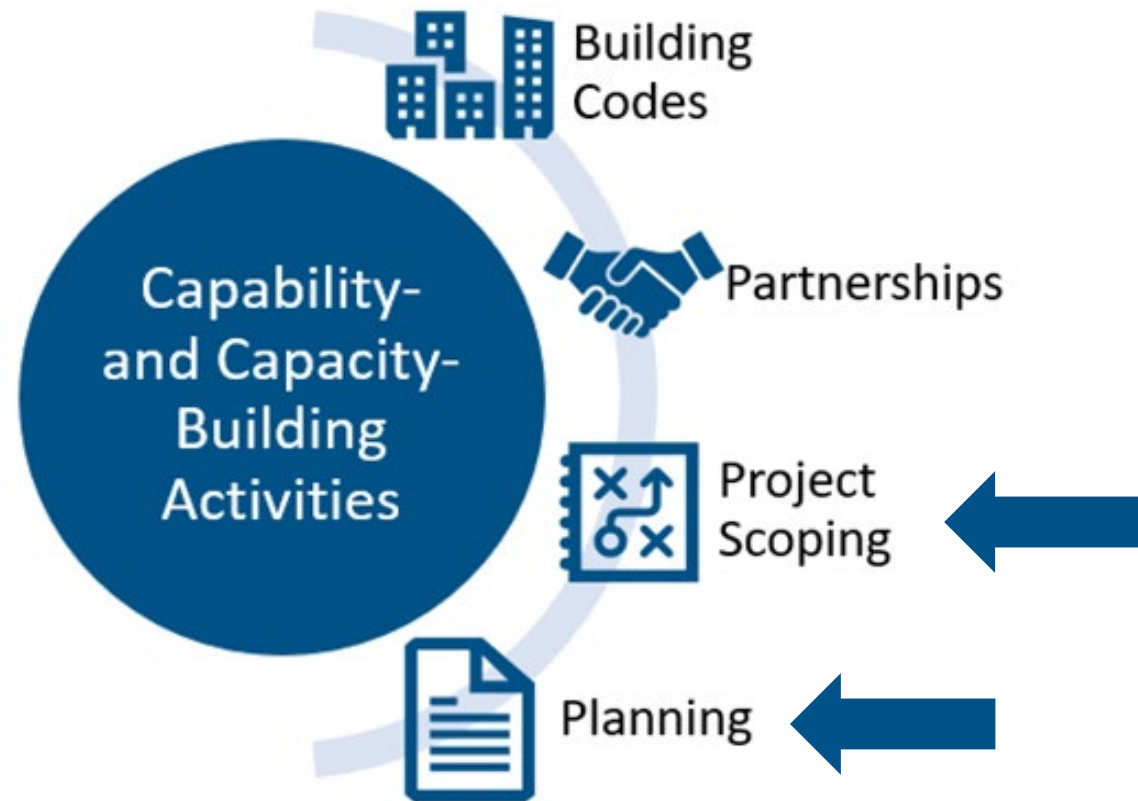 Building
Codes
Partnerships
Capability-
and Capacity-
Building
Activities
Project
Scoping
Planning